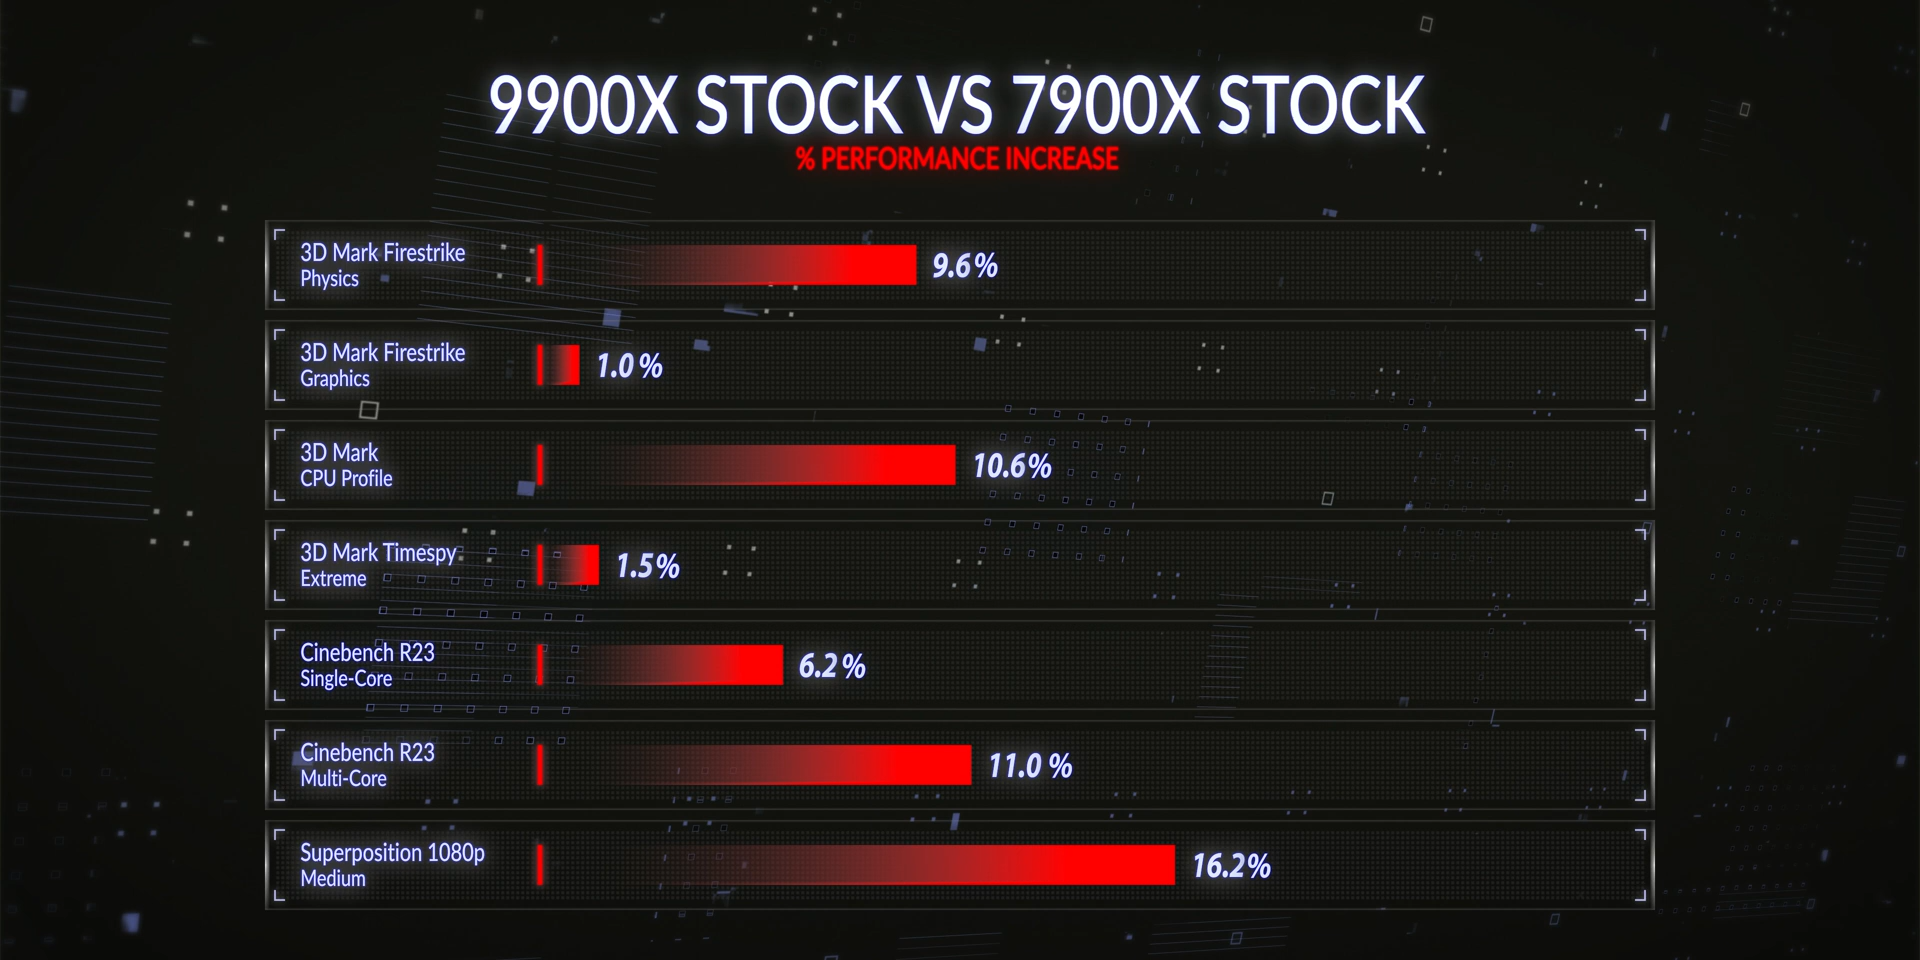 9900X STOCK VS 7900X STOCK
% PERFORMANCE INCREASE
3D Mark Firestrike
Physics
9.6%
3D Mark Firestrike
Graphics
1.0 %
3D Mark
CPU Profile
10.6%
3D Mark Timespy
Extreme
1.5%
Cinebench R23
Single-Core
6.2 %
Cinebench R23
Multi-Core
11.0 %
Superposition 1080p
Medium
16.2%